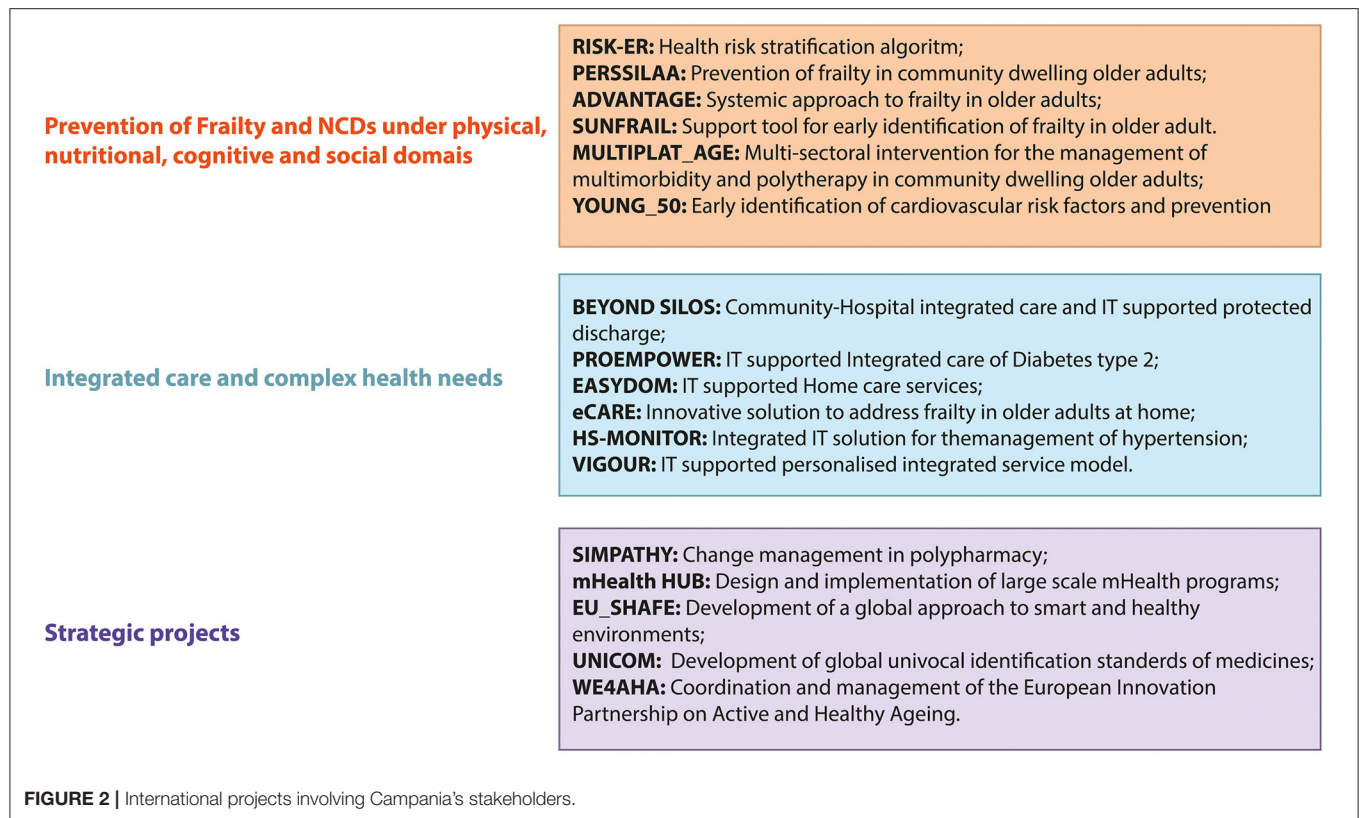 Prevention of Frailty and NCDs under physical,
nutritional, cognitive and social domais
RISK-ER: Health risk stratification algoritm;
PERSSILAA: Prevention of frailty in community dwelling older adults;
ADVANTAGE: Systemic approach to frailty in older adults;
SUNFRAIL: Support tool for early identification of frailty in older adult.
MULTIPLAT_AGE: Multi-sectoral intervention for the management of
multimorbidity and polytherapy in community dwelling older adults;
YOUNG_50: Early identification of cardiovascular risk factors and prevention
Integrated care and complex health needs
BEYOND SILOS: Community-Hospital integrated care and IT supported protected
discharge;
PROEMPOWER: IT supported Integrated care of Diabetes type 2;
EASYDOM: IT supported Home care services;
eCARE: Innovative solution to address frailty in older adults at home;
HS-MONITOR: Integrated IT solution for themanagement of hypertension;
VIGOUR: IT supported personalised integrated service model.
Strategic projects
SIMPATHY: Change management in polypharmacy;
mHealth HUB: Design and implementation of large scale mHealth programs;
EU_SHAFE: Development of a global approach to smart and healthy
environments;
UNICOM: Development of global univocal identification standerds of medicines;
WE4AHA: Coordination and management of the European Innovation
Partnership on Active and Healthy Ageing.
FIGURE 2 | International projects involving Campania's stakeholders.